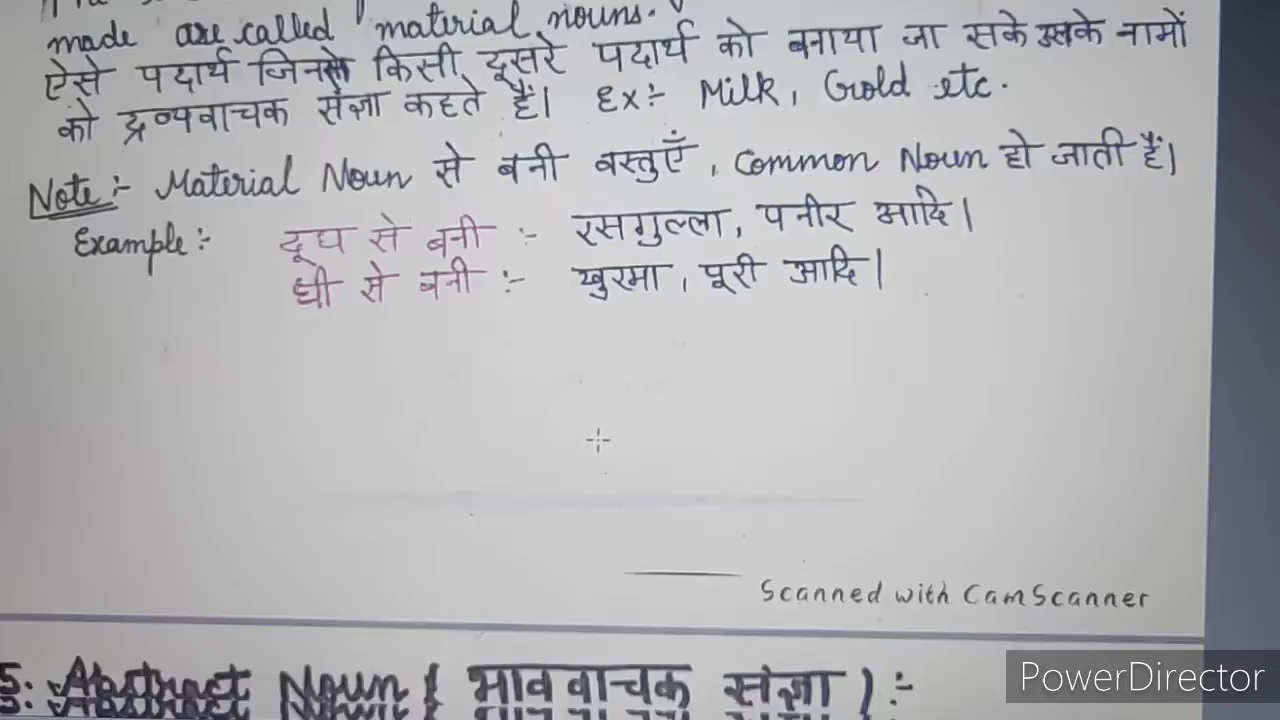 made are called material nouns.
ऐसे पदार्थ जिनसे किसी दूसरे पदार्थ को बनाया जा सके उसके नामों
को द्रव्यवाचक संज्ञा कहते हैं। Ex:- Milk, Gold etc.
Note:- Material Noun से बनी वस्तुएँ, Common Noun हो जाती हैं।
Example:- दूध से बनी :- रसगुल्ला, पनीर आदि।
घी से बनी :- खुरमा, पूरी आदि।
Scanned with CamScanner
5. Abstract Noun (भाववाचक संज्ञा):-
PowerDirector